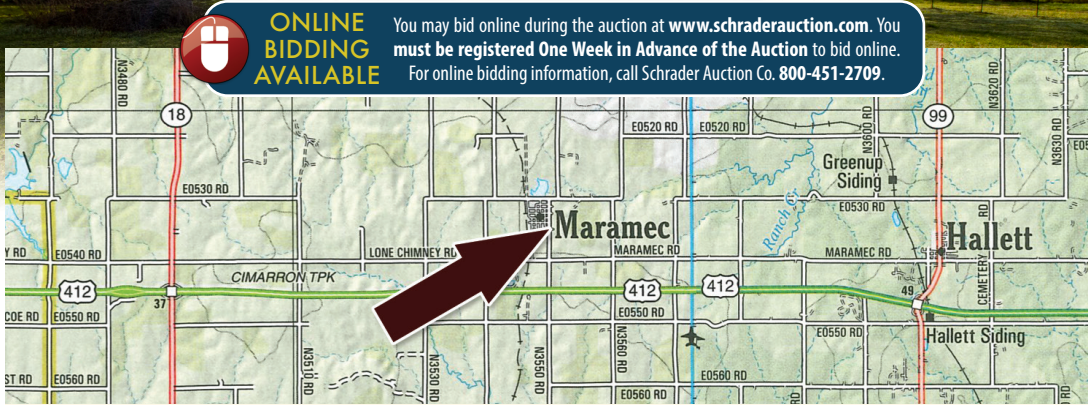 ONLINE
BIDDING
AVAILABLE
You may bid online during the auction at www.schraderauction.com. You
must be registered One Week in Advance of the Auction to bid online.
For online bidding information, call Schrader Auction Co. 800-451-2709.
N3480 RD
18
E0520 RD
E0520 RD
N3600 RD
99
N3620 RD
N3630 RD
Greenup
Siding
E0530 RD
E0530 RD
Maramec
Ranch Cr
Hallett
Y RD
E0540 RD
LONE CHIMNEY RD
MARAMEC RD
MARAMEC RD
CEMETERY RD
CIMARRON TPK
412
37
412
412
49
COE RD
E0550 RD
E0550 RD
E0550 RD
Hallett Siding
N3510 RD
N3530 RD
N3550 RD
N3560 RD
ST RD
E0560 RD
E0560 RD
E0560 RD
RD